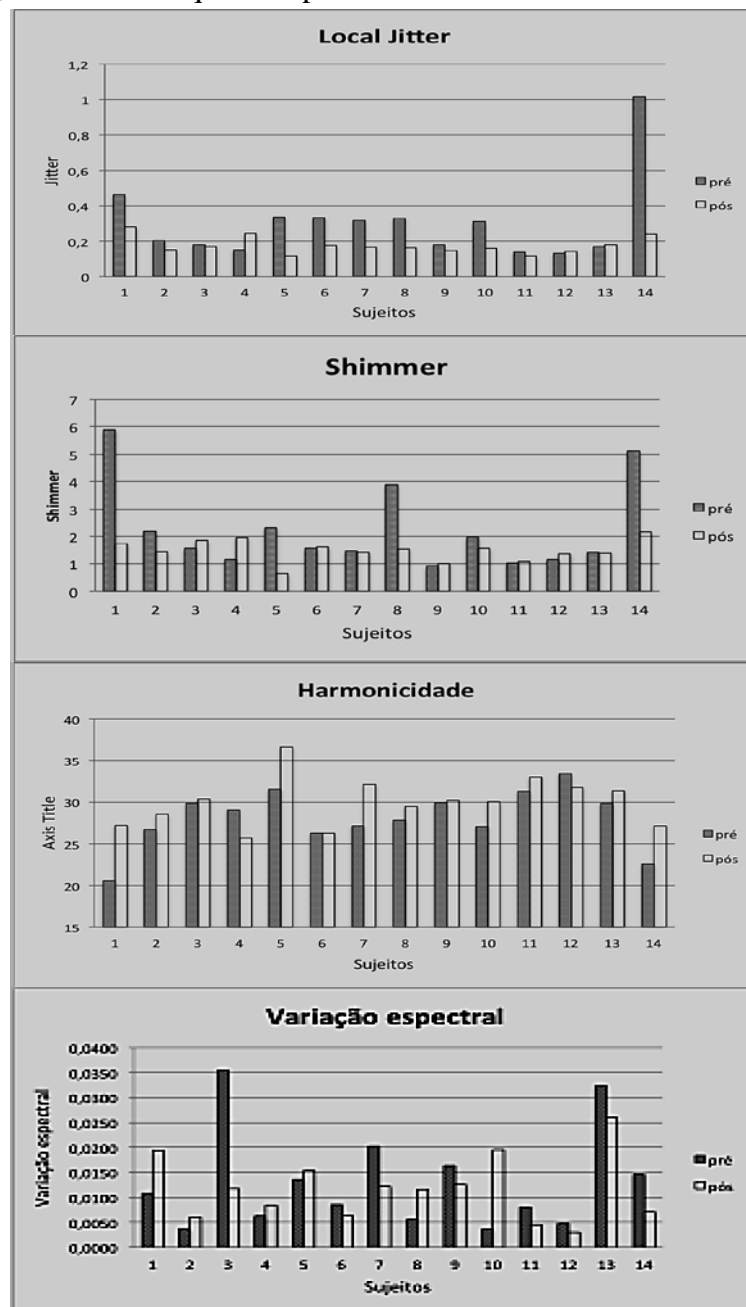 Local Jitter
1,2
1
0,8
0,6
0,4
0,2
0
Jitter
1 2 3 4 5 6 7 8 9 10 11 12 13 14
Sujeitos
pré
pós
Shimmer
7
6
5
4
3
2
1
0
Shimmer
1 2 3 4 5 6 7 8 9 10 11 12 13 14
Sujeitos
pré
pós
Harmonicidade
40
35
30
25
20
15
Axis Title
1 2 3 4 5 6 7 8 9 10 11 12 13 14
Sujeitos
pré
pós
Variação espectral
0,0400
0,0350
0,0300
0,0250
0,0200
0,0150
0,0100
0,0050
0,0000
Variação espectral
1 2 3 4 5 6 7 8 9 10 11 12 13 14
Sujeitos
pré
pós